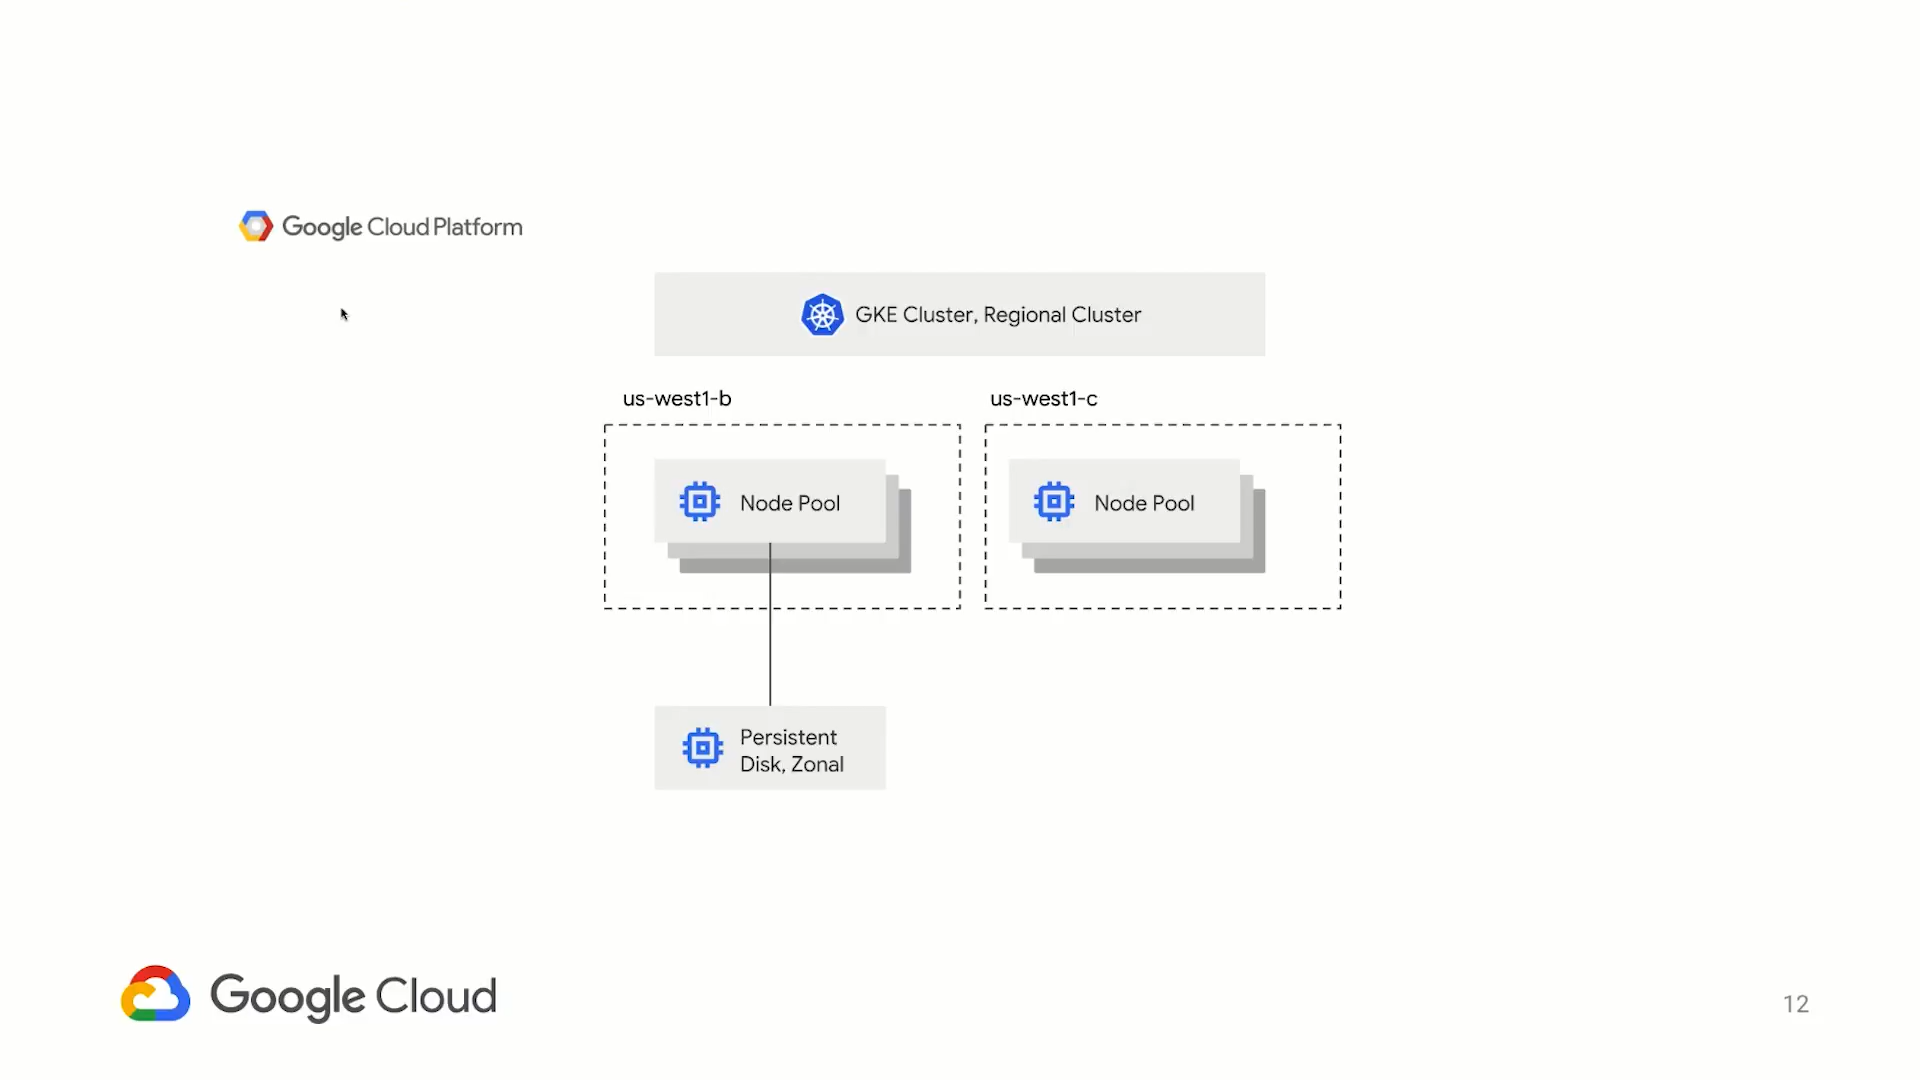 Google Cloud Platform
GKE Cluster, Regional Cluster
us-west1-b
us-west1-c
Node Pool
Node Pool
Persistent
Disk, Zonal
Google Cloud
12